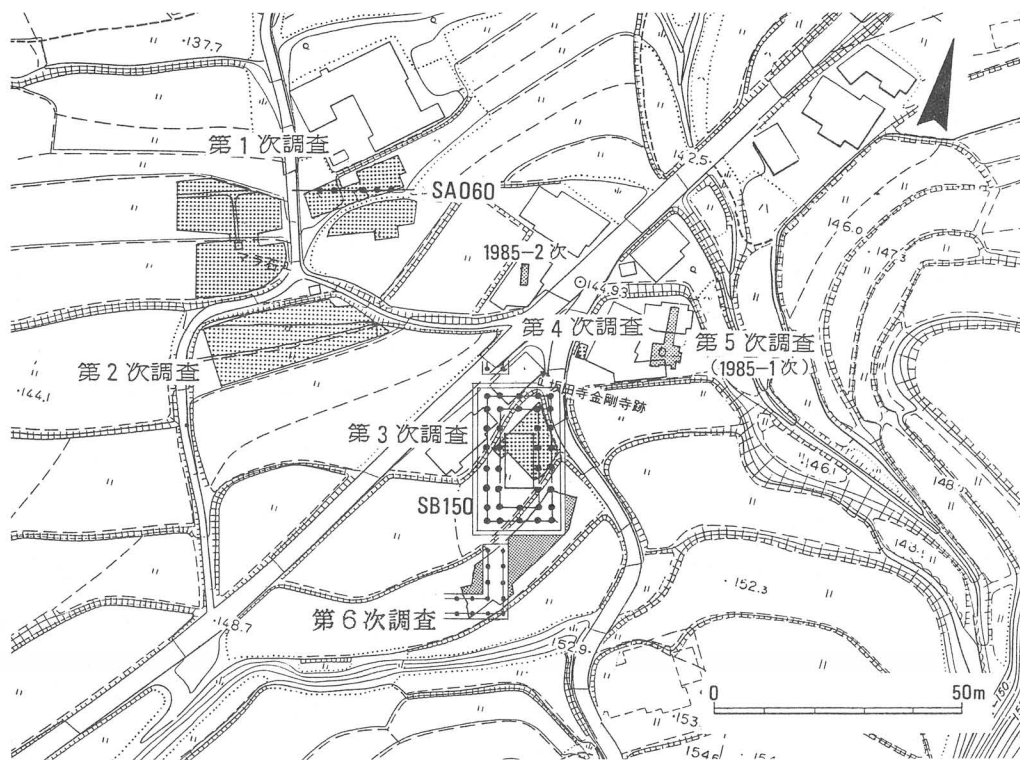 137.7
第1次調査
SA060
142.5
146.0
147.3
1985-2次
144.93
第4次調査
第5次調査
(1985-1次)
第2次調査
144.1
坂田寺金剛寺跡
第3次調査
146.1
SB150
152.3
第6次調査
148.7
152.9
0
50m